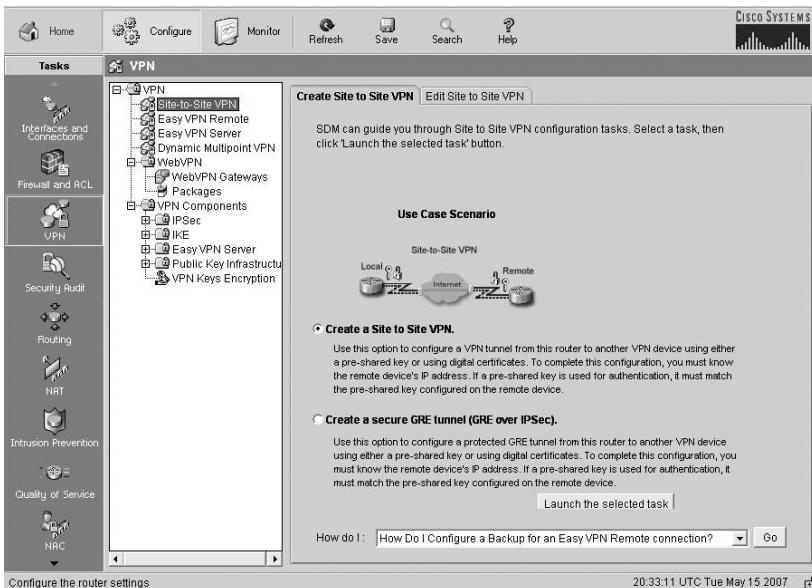 Home
Configure
Monitor
Refresh
Save
Search
Help
CISCO SYSTEMS
Tasks
VPN
Interfaces and
Connections
Firewall and ACL
VPN
Security Audit
Routing
NAT
Intrusion Prevention
Quality of Service
NAC
VPN
Site-to-Site VPN
Easy VPN Remote
Easy VPN Server
Dynamic Multipoint VPN
WebVPN
WebVPN Gateways
Packages
VPN Components
IPSec
IKE
Easy VPN Server
Public Key Infrastructu
VPN Keys Encryption
Create Site to Site VPN
Edit Site to Site VPN
SDM can guide you through Site to Site VPN configuration tasks. Select a task, then
click 'Launch the selected task' button.
Use Case Scenario
Site-to-Site VPN
Local
Internet
Remote
Create a Site to Site VPN.
Use this option to configure a VPN tunnel from this router to another VPN device using either
a pre-shared key or using digital certificates. To complete this configuration, you must know
the remote device's IP address. If a pre-shared key is used for authentication, it must match
the pre-shared key configured on the remote device.
Create a secure GRE tunnel (GRE over IPSec).
Use this option to configure a protected GRE tunnel from this router to another VPN device
using either a pre-shared key or using digital certificates. To complete this configuration, you
must know the remote device's IP address. If a pre-shared key is used for authentication, it
must match the pre-shared key configured on the remote device.
Launch the selected task
How do I :
How Do I Configure a Backup for an Easy VPN Remote connection?
Go
Configure the router settings
20:33:11 UTC Tue May 15 2007